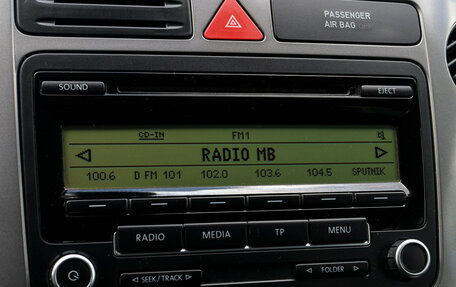 PASSENGER
AIR BAG
SOUND
EJECT
CD-IN FM1
RADIO MB
100.6 D FM 101 102.0 103.6 104.5 SPUTNIK
RADIO MEDIA TP MENU
SEEK/TRACK FOLDER